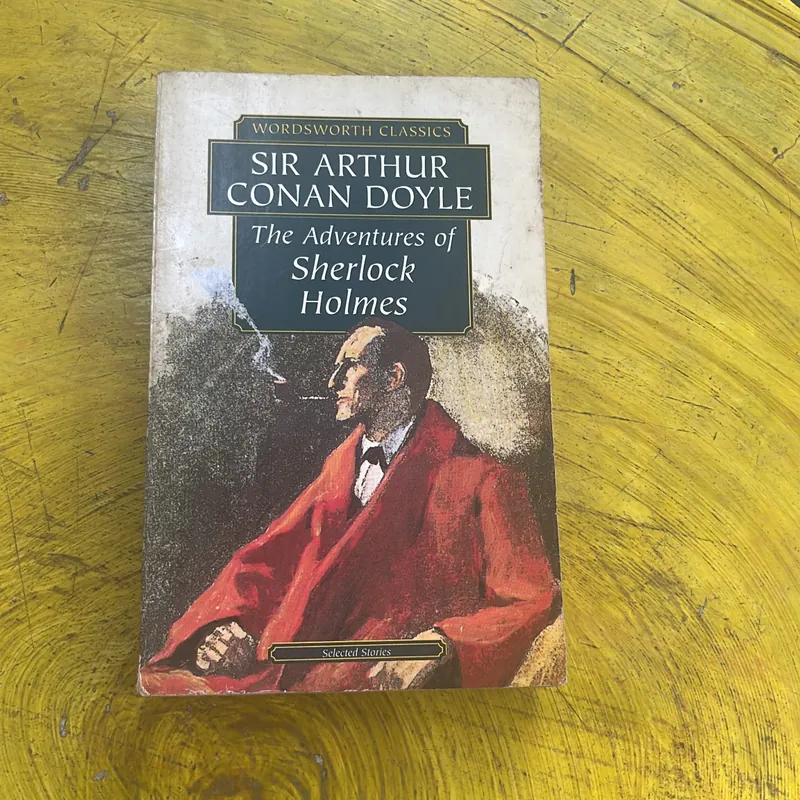 WORDSWORTH CLASSICS
SIR ARTHUR
CONAN DOYLE
The Adventures of
Sherlock
Holmes
Selected Stories